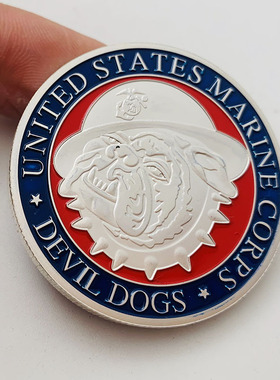 UNITED STATES MARINE CORPS
DEVIL DOGS